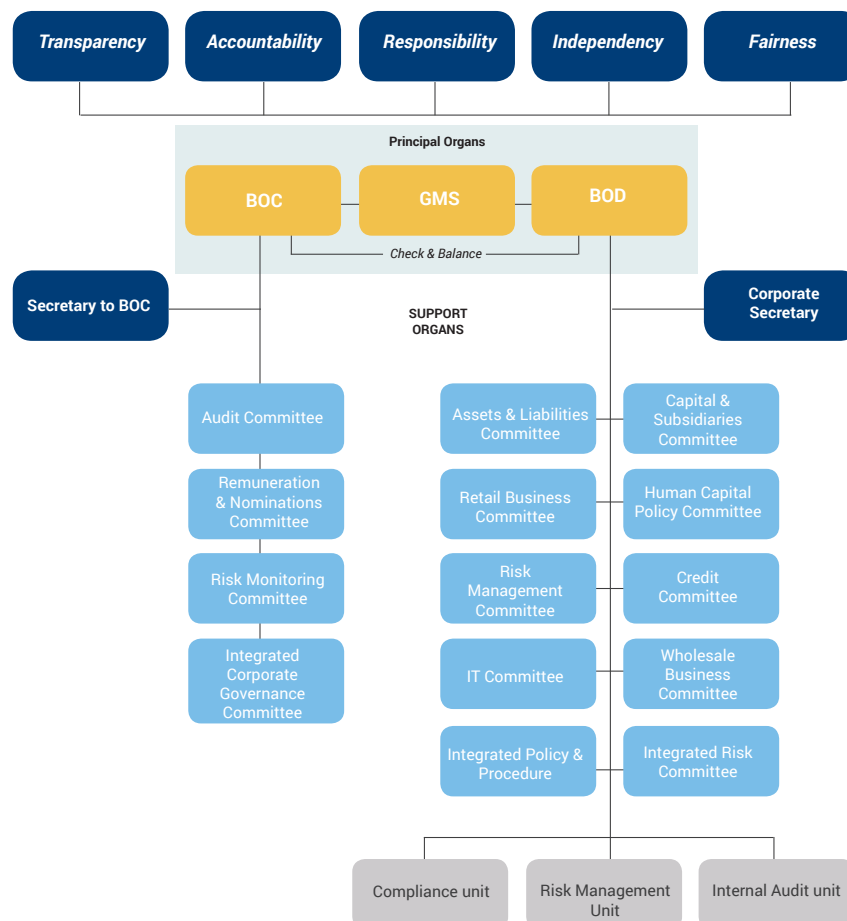 Transparency
Accountability
Responsibility
Independency
Fairness
Principal Organs
BOC
GMS
BOD
Check & Balance
Secretary to BOC
Corporate
Secretary
SUPPORT
ORGANS
Audit Committee
Assets & Liabilities
Committee
Capital &
Subsidiaries
Committee
Remuneration
& Nominations
Committee
Retail Business
Committee
Human Capital
Policy Committee
Risk Monitoring
Committee
Risk
Management
Committee
Credit
Committee
Integrated
Corporate
Governance
Committee
IT Committee
Wholesale
Business
Committee
Integrated Policy &
Procedure
Integrated Risk
Committee
Compliance unit
Risk Management
Unit
Internal Audit unit